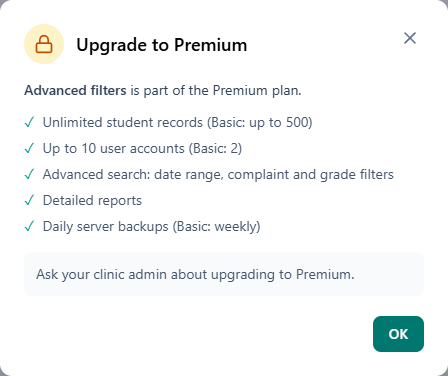 Upgrade to Premium
Advanced filters is part of the Premium plan.
✓ Unlimited student records (Basic: up to 500)
✓ Up to 10 user accounts (Basic: 2)
✓ Advanced search: date range, complaint and grade filters
✓ Detailed reports
✓ Daily server backups (Basic: weekly)
Ask your clinic admin about upgrading to Premium.
OK